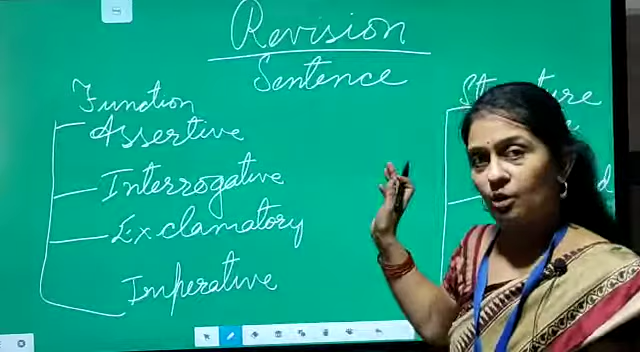 Revision
Sentence
Function
Assertive
Interrogative
Exclamatory
Imperative